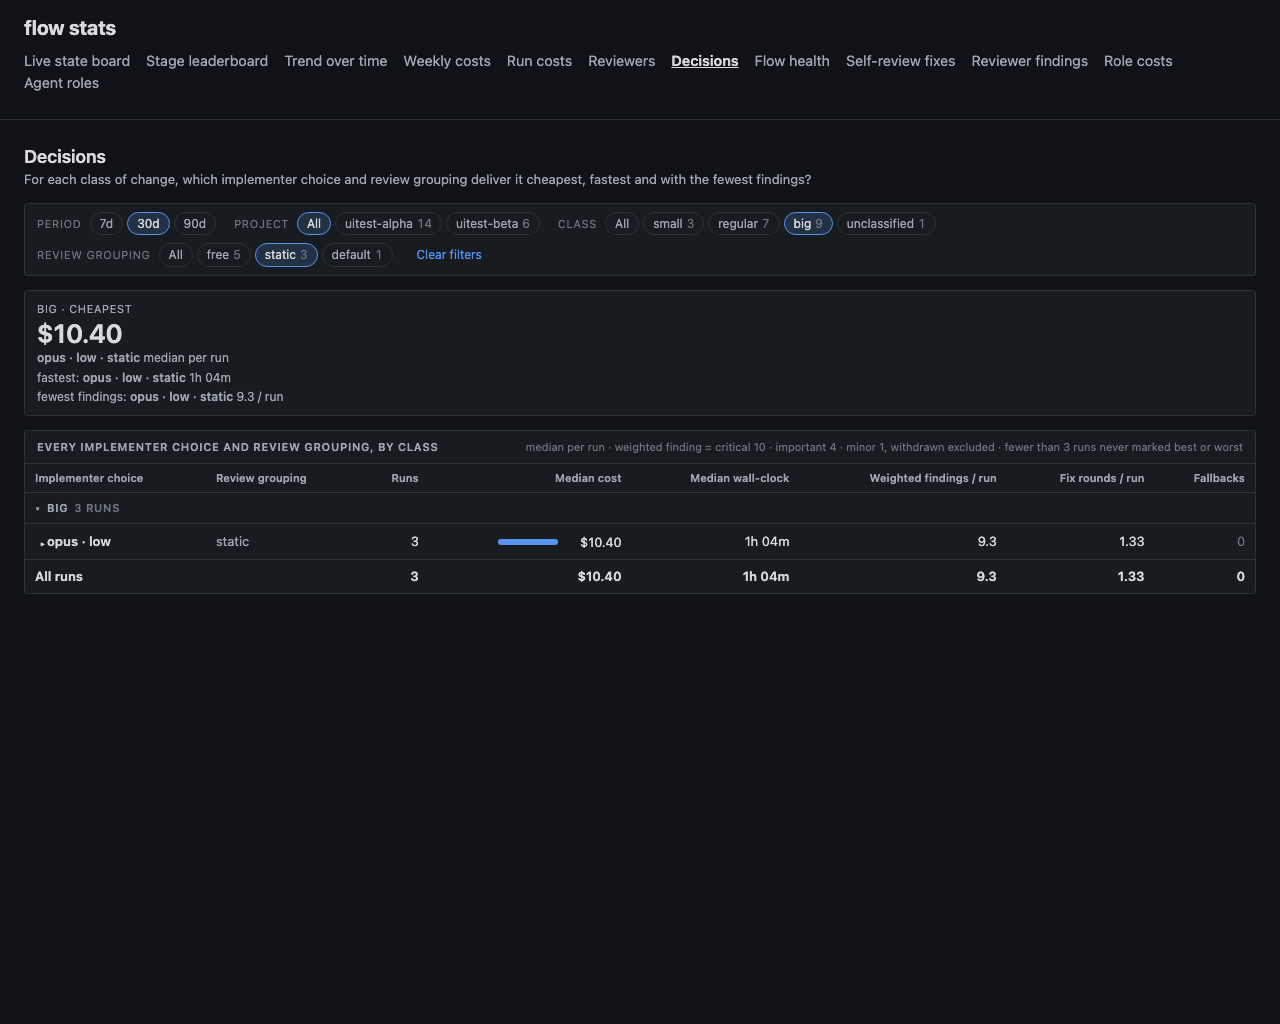 flow stats
Live state board Stage leaderboard Trend over time Weekly costs Run costs Reviewers Decisions Flow health Self-review fixes Reviewer findings Role costs
Agent roles
Decisions
For each class of change, which implementer choice and review grouping deliver it cheapest, fastest and with the fewest findings?
PERIOD 7d 30d 90d PROJECT All uitest-alpha 14 uitest-beta 6 CLASS All small 3 regular 7 big 9 unclassified 1
REVIEW GROUPING All free 5 static 3 default 1 Clear filters
BIG · CHEAPEST
$10.40
opus · low · static median per run
fastest: opus · low · static 1h 04m
fewest findings: opus · low · static 9.3 / run
EVERY IMPLEMENTER CHOICE AND REVIEW GROUPING, BY CLASS median per run · weighted finding = critical 10 · important 4 · minor 1, withdrawn excluded · fewer than 3 runs never marked best or worst
Implementer choice Review grouping Runs Median cost Median wall-clock Weighted findings / run Fix rounds / run Fallbacks
▾ BIG 3 RUNS
▸ opus · low static 3 $10.40 1h 04m 9.3 1.33 0
All runs 3 $10.40 1h 04m 9.3 1.33 0